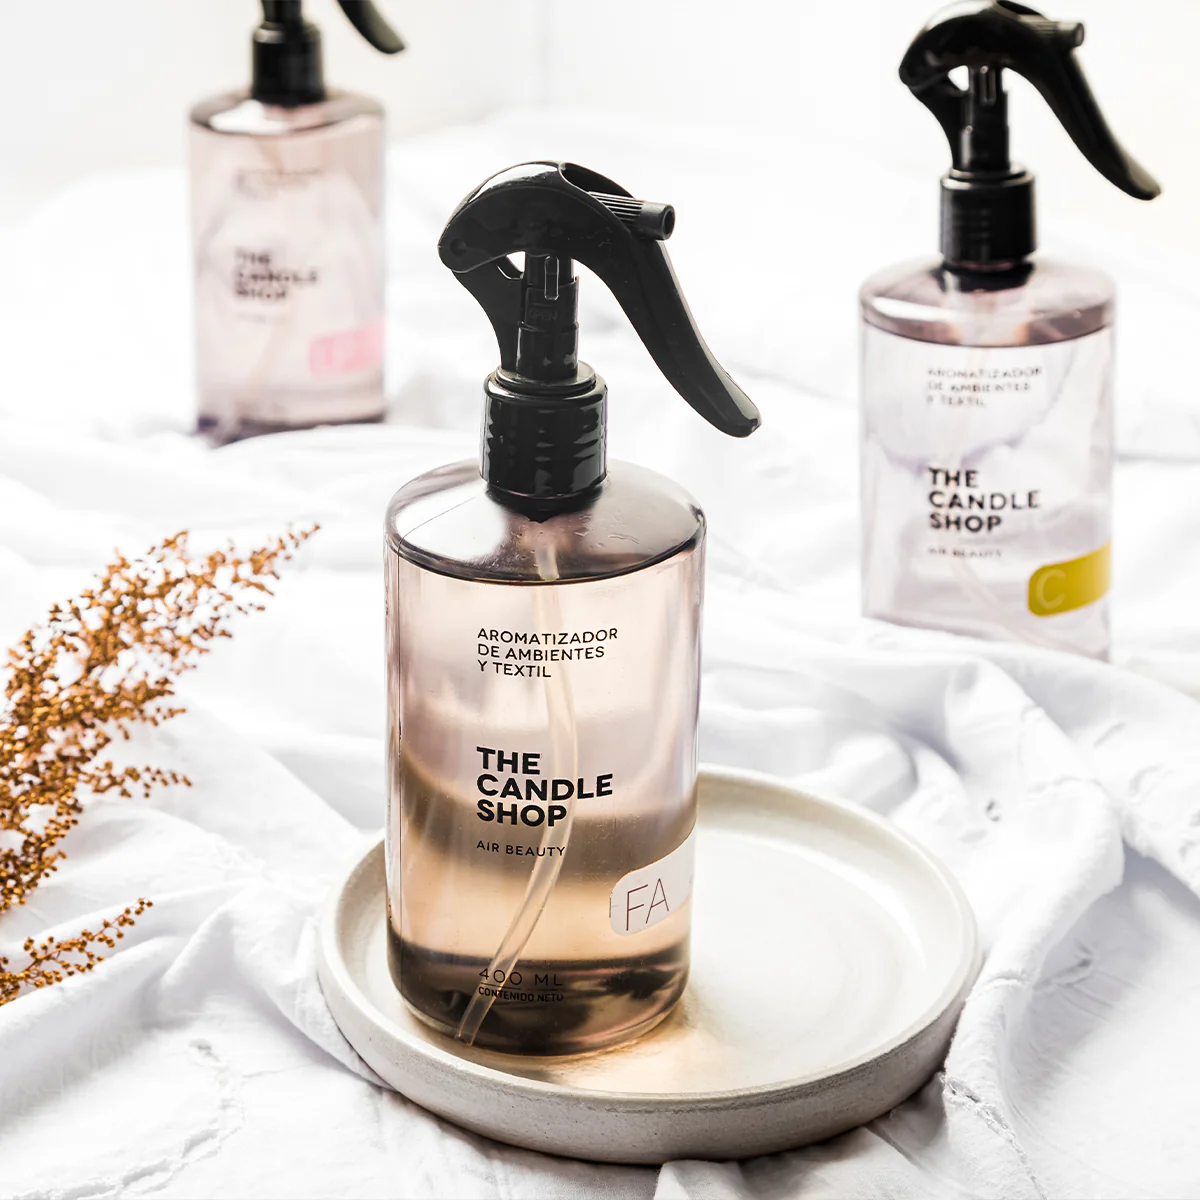 THE
CANDLE
SHOP
AROMATIZADOR
DE AMBIENTES
Y TEXTIL
THE
CANDLE
SHOP
AIR BEAUTY
C
OPEN
AROMATIZADOR
DE AMBIENTES
Y TEXTIL
THE
CANDLE
SHOP
AIR BEAUTY
FA
400 ML
CONTENIDO NETO